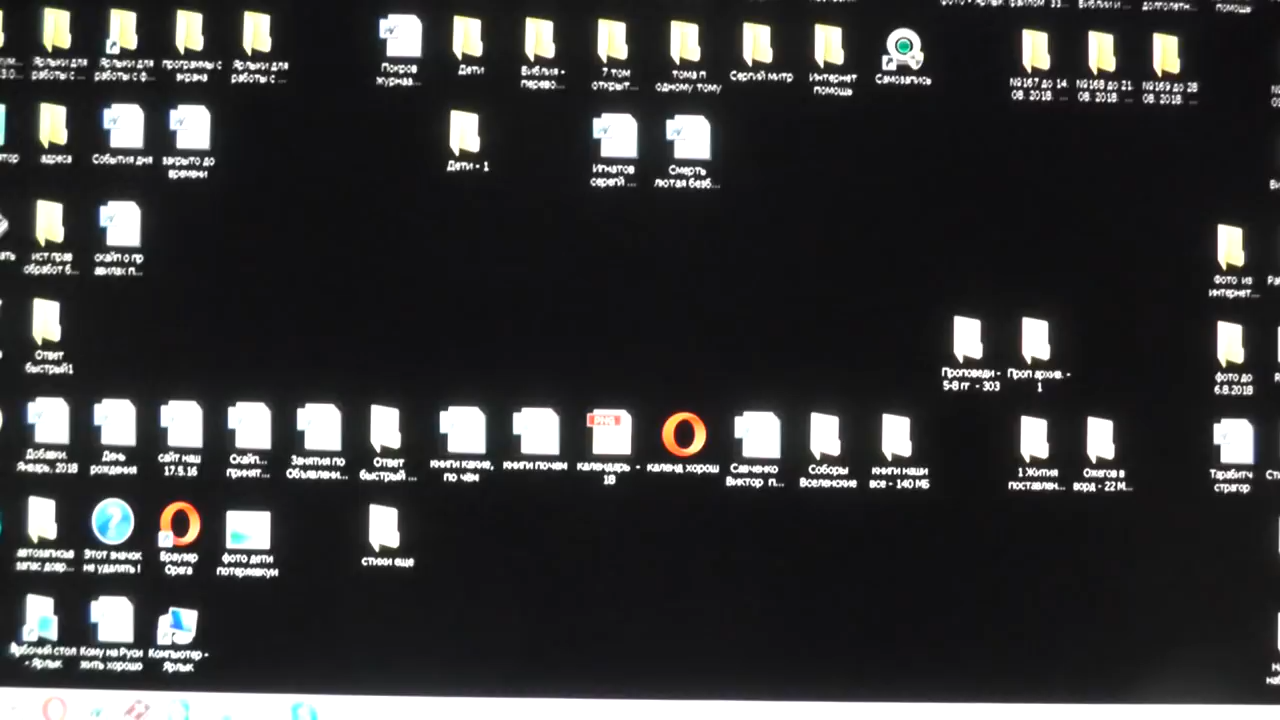 Ярлыки для
работы с ...
Ярлыки для
работы с ф...
программы с
экрана
Ярлыки для
работы с ...
Покров
журнал...
Дети
Библия -
перево...
7 том
открыт...
тома п
одному тому
Сергий митр
Интернет
помощь
Самозапись
№167 до 14.
08. 2018. ...
№168 до 21.
08. 2018. ...
№169 до 28
08. 2018. ...
адреса
События дня
закрыто до
времени
Дети - 1
Игнатов
сергей ...
Смерть
лютая безб...
ист прав
обработ б...
скайп о пр
авилах п...
Фото из
интернет...
Ответ
быстрый1
Проповеди -
5-8 гг - 303
Проп архив. -
1
фото до
6.8.2018
Добавки.
Январь, 2018
День
рождения
сайт наш
17.5.16
Скайп...
принят...
Занятия по
Объявлени...
Ответ
быстрый ...
книги какие,
по чём
книги почем
календарь -
18
календ хорош
Савченко
Виктор п...
Соборы
Вселенские
книги наши
все - 140 МБ
1 Жития
поставлен...
Ожегов в
ворд - 22 М...
автозапись
запас довр...
Этот значок
не удалять !
Браузер
Opera
фото дети
потеряевкуи
стихи еще
Рабочий стол
- Ярлык
Кому на Руси
жить хорошо
Компьютер -
Ярлык